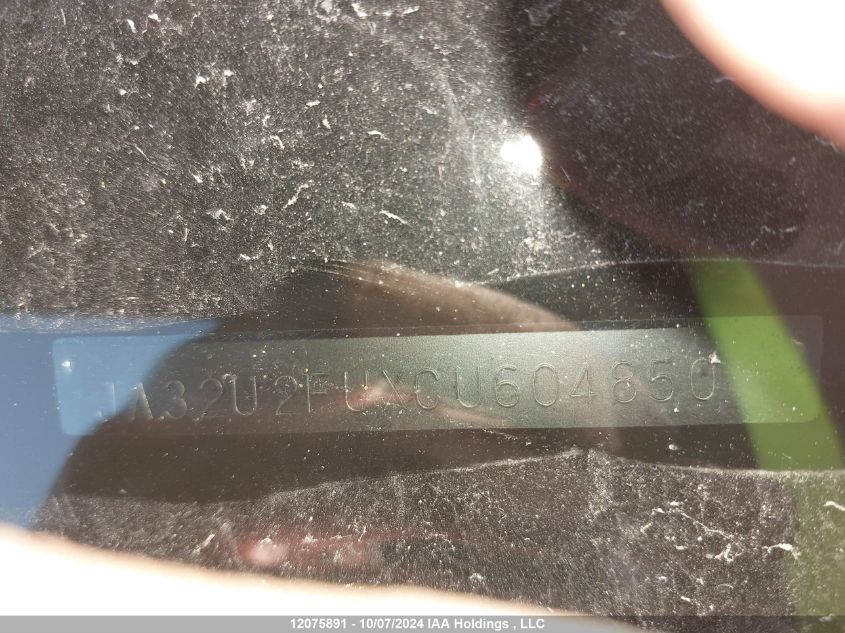 JA32U2FUXCU604850
12075891 - 10/07/2024 IAA Holdings , LLC